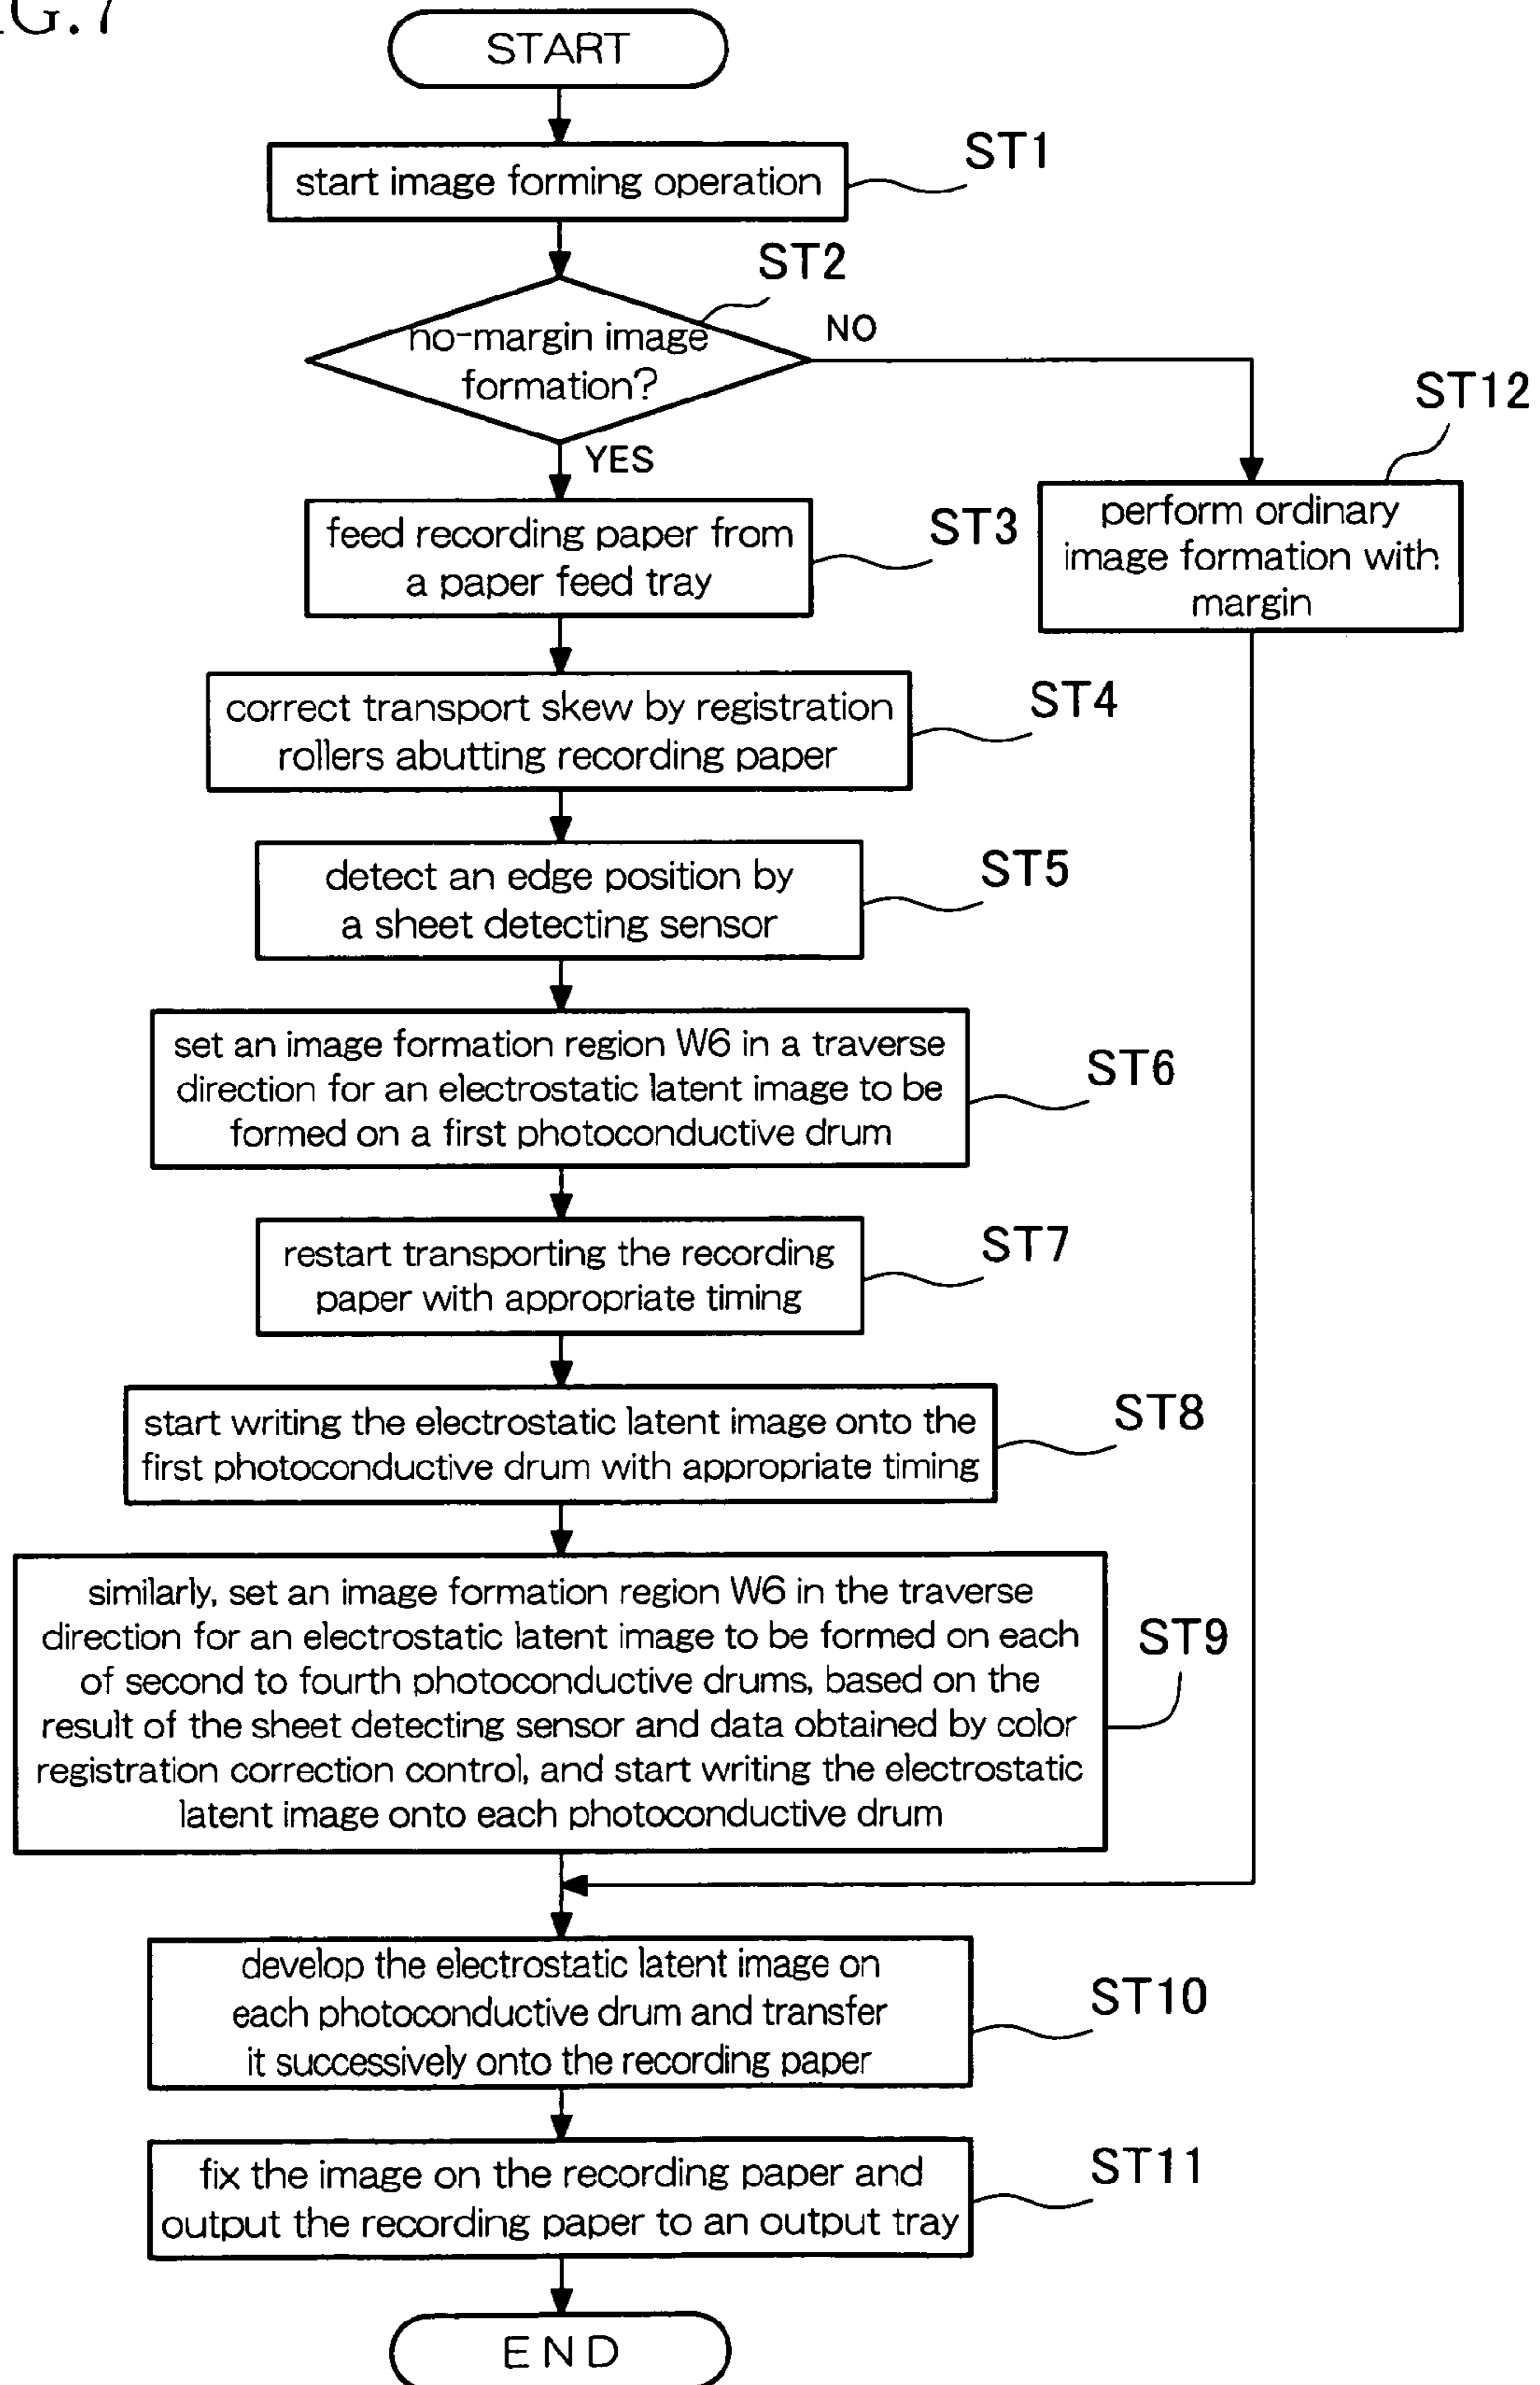 G.7
START
start image forming operation
ST1
ST2
no-margin image
formation?
NO
YES
ST12
perform ordinary
image formation with
margin
feed recording paper from
a paper feed tray
ST3
correct transport skew by registration
rollers abutting recording paper
ST4
detect an edge position by
a sheet detecting sensor
ST5
set an image formation region W6 in a traverse
direction for an electrostatic latent image to be
formed on a first photoconductive drum
ST6
restart transporting the recording
paper with appropriate timing
ST7
start writing the electrostatic latent image onto the
first photoconductive drum with appropriate timing
ST8
similarly, set an image formation region W6 in the traverse
direction for an electrostatic latent image to be formed on each
of second to fourth photoconductive drums, based on the
result of the sheet detecting sensor and data obtained by color
registration correction control, and start writing the electrostatic
latent image onto each photoconductive drum
ST9
develop the electrostatic latent image on
each photoconductive drum and transfer
it successively onto the recording paper
ST10
fix the image on the recording paper and
output the recording paper to an output tray
ST11
END